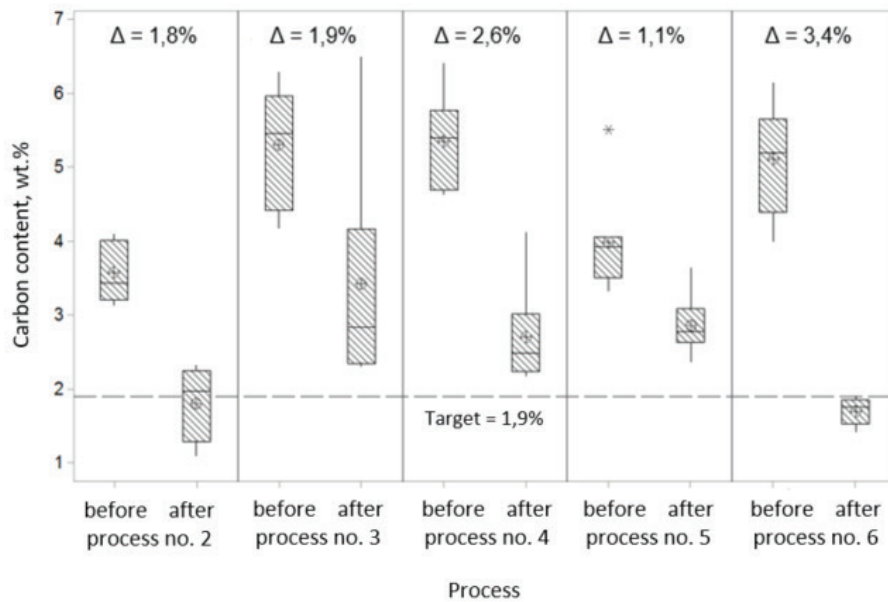 Δ = 1,8% Δ = 1,9% Δ = 2,6% Δ = 1,1% Δ = 3,4%
Carbon content, wt.%
7
6
5
4
3
2
1
Target = 1,9%
before after before after before after before after before after
process no. 2 process no. 3 process no. 4 process no. 5 process no. 6
Process